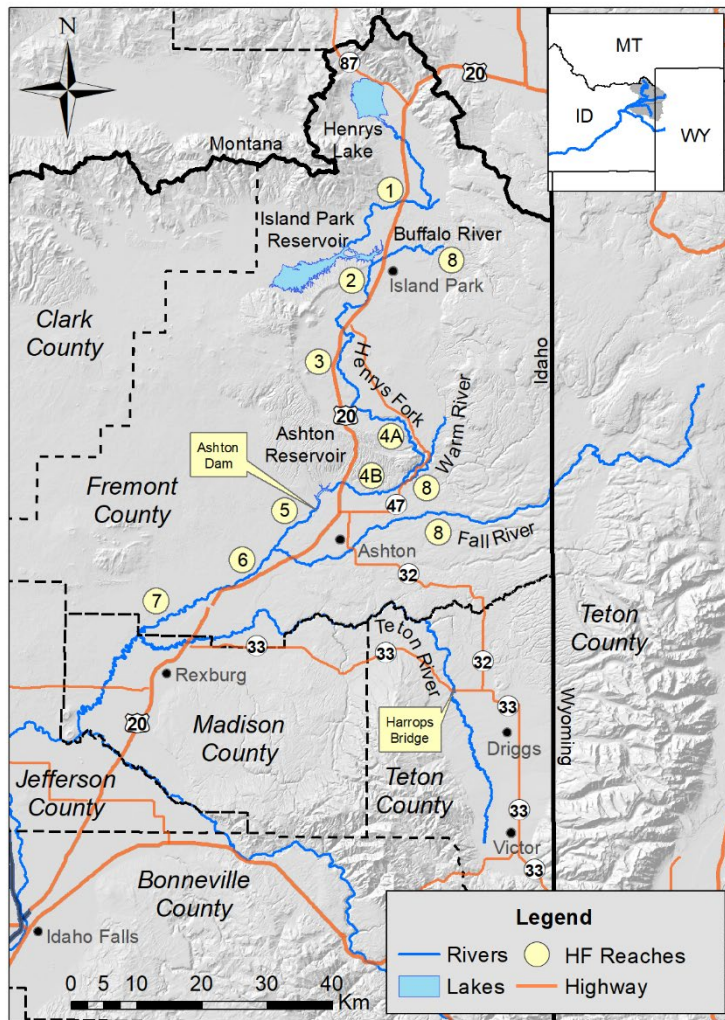 N
87
20
MT
ID
WY
Henrys
Lake
Montana
1
Island Park
Reservoir
Buffalo River
8
2
Island Park
Clark
County
Idaho
3
Henrys Fork
20
4A
Warm River
Ashton
Reservoir
Ashton
Dam
4B
8
Fremont
County
5
47
8
Fall River
6
Ashton
32
7
Teton
County
Teton River
33
33
32
Rexburg
Harrops
Bridge
33
Wyoming
20
Madison
County
Driggs
Jefferson
County
Teton
County
33
Victor
33
Bonneville
County
Idaho Falls
0 5 10 20 30 40
Km
Legend
Rivers
HF Reaches
Lakes
Highway